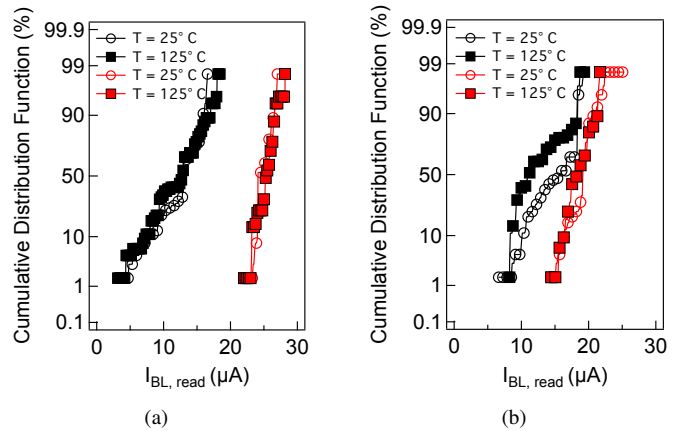 99.9
T = 25° C
T = 125° C
T = 25° C
T = 125° C
99
90
50
10
1
0.1
Cumulative Distribution Function (%)
0 10 20 30
I_BL, read (μA)
(a)
99.9
T = 25° C
T = 125° C
T = 25° C
T = 125° C
99
90
50
10
1
0.1
Cumulative Distribution Function (%)
0 10 20 30
I_BL, read (μA)
(b)